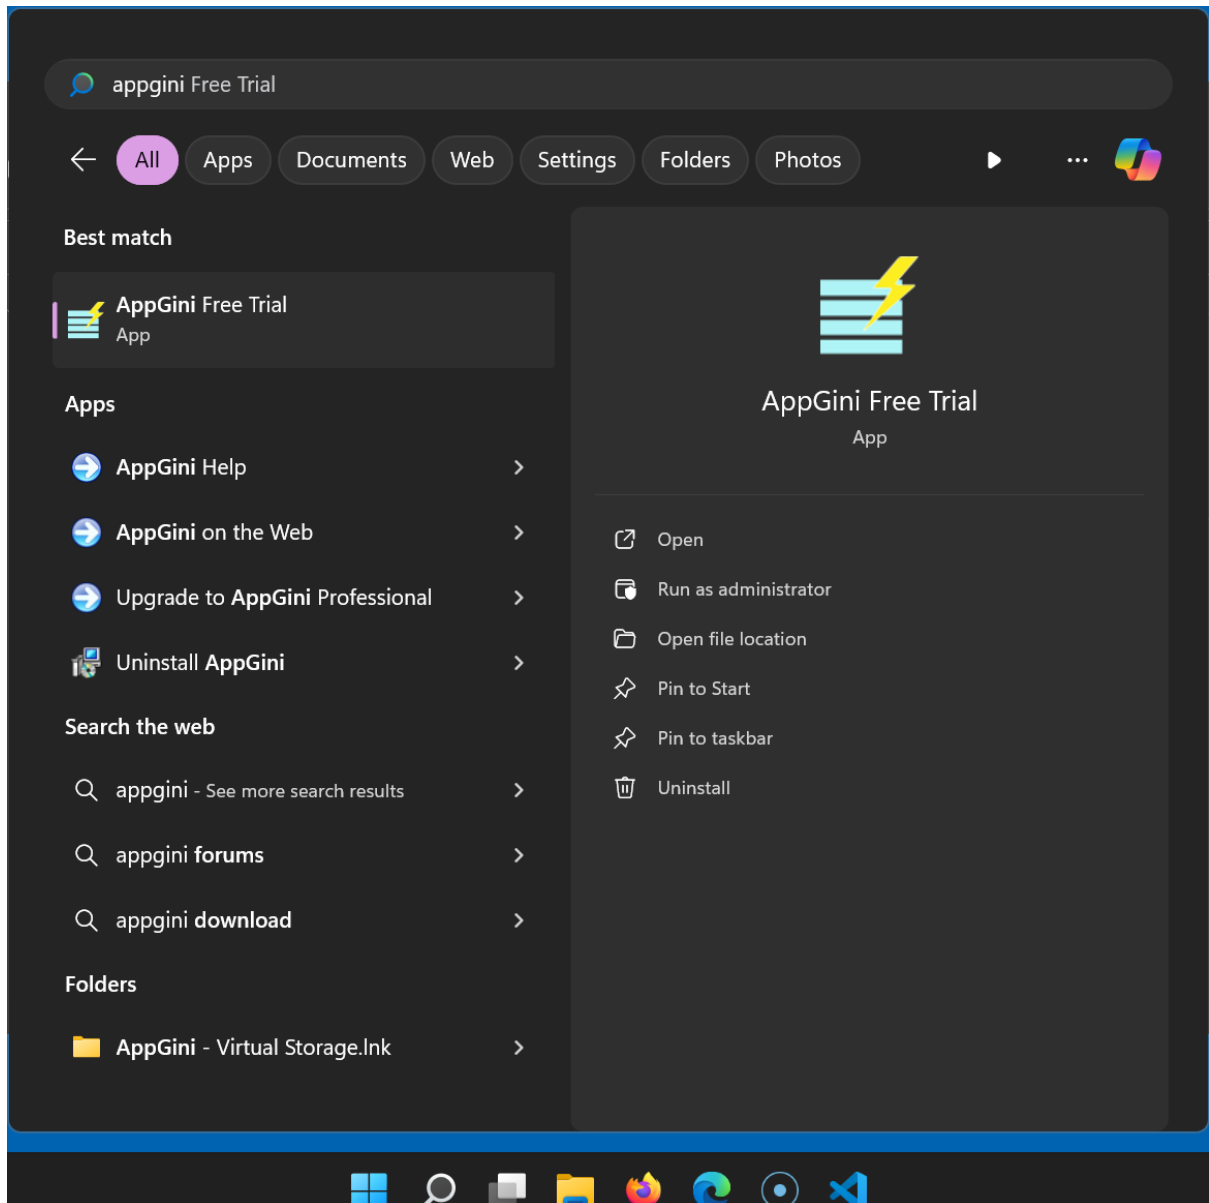 appgini Free Trial
All
Apps
Documents
Web
Settings
Folders
Photos
Best match
AppGini Free Trial
App
Apps
AppGini Help
AppGini on the Web
Upgrade to AppGini Professional
Uninstall AppGini
Search the web
appgini - See more search results
appgini forums
appgini download
Folders
AppGini - Virtual Storage.lnk
AppGini Free Trial
App
Open
Run as administrator
Open file location
Pin to Start
Pin to taskbar
Uninstall